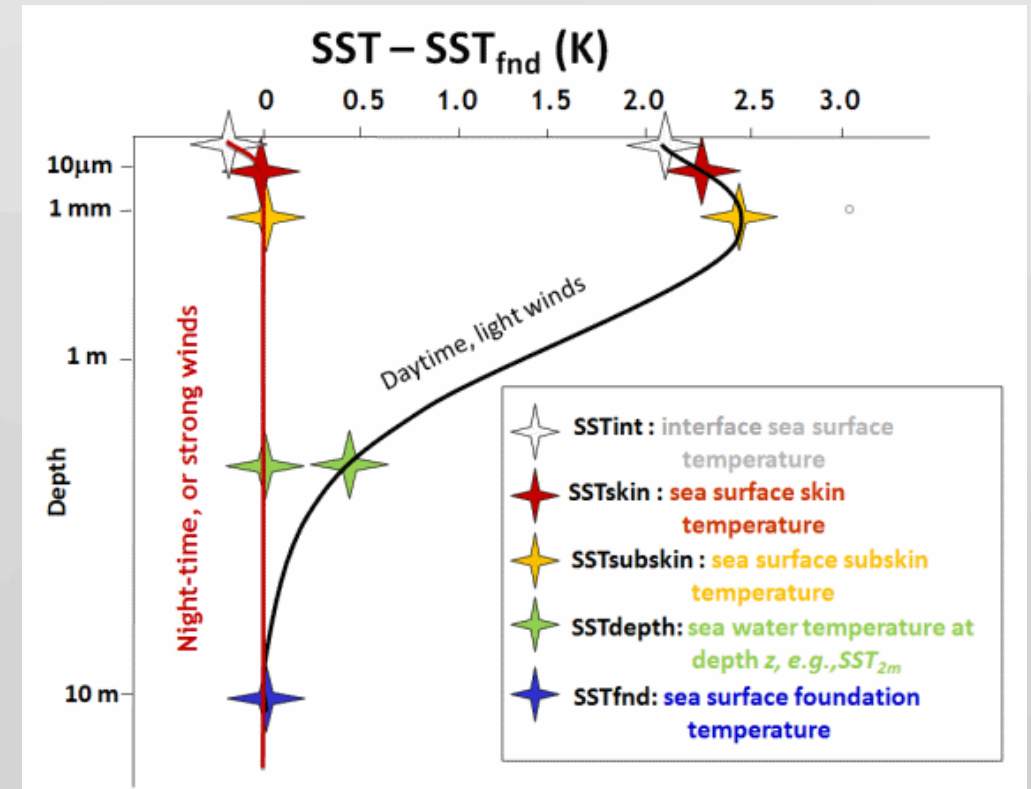 SST – SSTfnd (K)
0 0.5 1.0 1.5 2.0 2.5 3.0
10µm
1 mm
1 m
10 m
Depth
Night-time, or strong winds
Daytime, light winds
SSTint : interface sea surface
temperature
SSTskin : sea surface skin
temperature
SSTsubskin : sea surface subskin
temperature
SSTdepth: sea water temperature at
depth z, e.g.,SST2m
SSTfnd: sea surface foundation
temperature